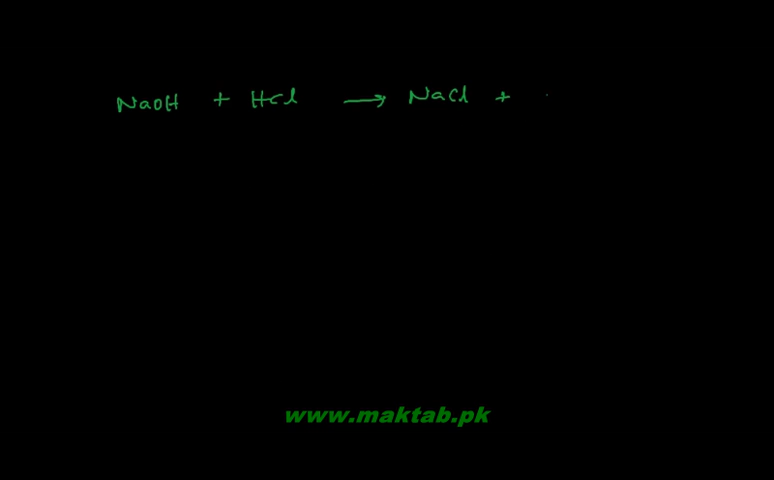 NaOH + HCl → NaCl +
www.maktab.pk